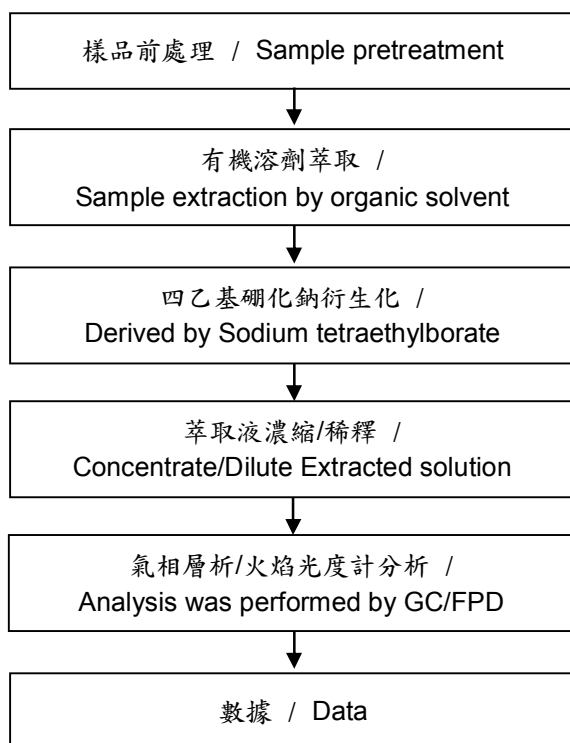 樣品前處理 / Sample pretreatment
有機溶劑萃取 /
Sample extraction by organic solvent
四乙基硼化鈉衍生化 /
Derived by Sodium tetraethylborate
萃取液濃縮/稀釋 /
Concentrate/Dilute Extracted solution
氣相層析/火焰光度計分析 /
Analysis was performed by GC/FPD
數據 / Data